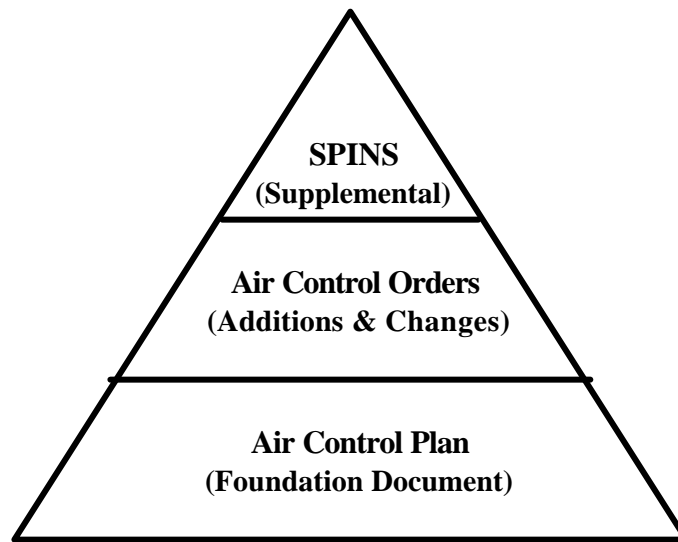 SPINS
(Supplemental)
Air Control Orders
(Additions & Changes)
Air Control Plan
(Foundation Document)